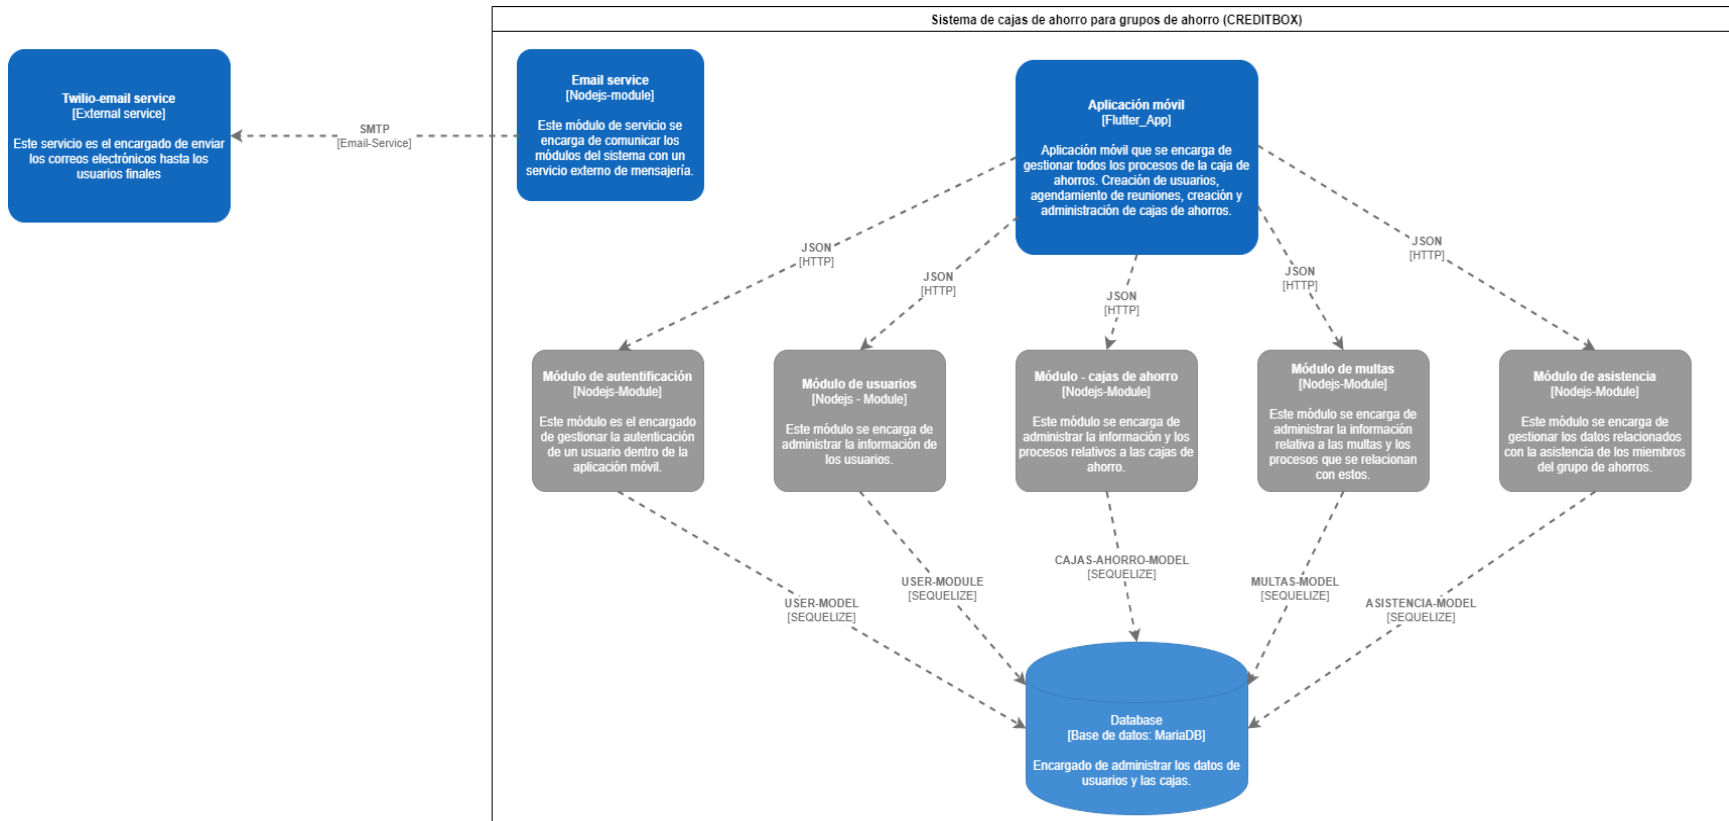 Sistema de cajas de ahorro para grupos de ahorro (CREDITBOX)
Twilio-email service
[External service]
Este servicio es el encargado de enviar
los correos electrónicos hasta los
usuarios finales
SMTP
[Email-Service]
Email service
[Nodejs-module]
Este módulo de servicio se
encarga de comunicar los
módulos del sistema con un
servicio externo de mensajería.
Aplicación móvil
[Flutter_App]
Aplicación móvil que se encarga de
gestionar todos los procesos de la caja de
ahorros. Creación de usuarios,
agendamiento de reuniones, creación y
administración de cajas de ahorros.
JSON
[HTTP]
JSON
[HTTP]
JSON
[HTTP]
JSON
[HTTP]
JSON
[HTTP]
Módulo de autentificación
[Nodejs-Module]
Este módulo es el encargado
de gestionar la autenticación
de un usuario dentro de la
aplicación móvil.
Módulo de usuarios
[Nodejs - Module]
Este módulo se encarga de
administrar la información de
los usuarios.
Módulo - cajas de ahorro
[Nodejs-Module]
Este módulo se encarga de
administrar la información y los
procesos relativos a las cajas de
ahorro.
Módulo de multas
[Nodejs-Module]
Este módulo se encarga de
administrar la información
relativa a las multas y los
procesos que se relacionan
con estos.
Módulo de asistencia
[Nodejs-Module]
Este módulo se encarga de
gestionar los datos relacionados
con la asistencia de los miembros
del grupo de ahorros.
USER-MODEL
[SEQUELIZE]
USER-MODULE
[SEQUELIZE]
CAJAS-AHORRO-MODEL
[SEQUELIZE]
MULTAS-MODEL
[SEQUELIZE]
ASISTENCIA-MODEL
[SEQUELIZE]
Database
[Base de datos: MariaDB]
Encargado de administrar los datos de
usuarios y las cajas.